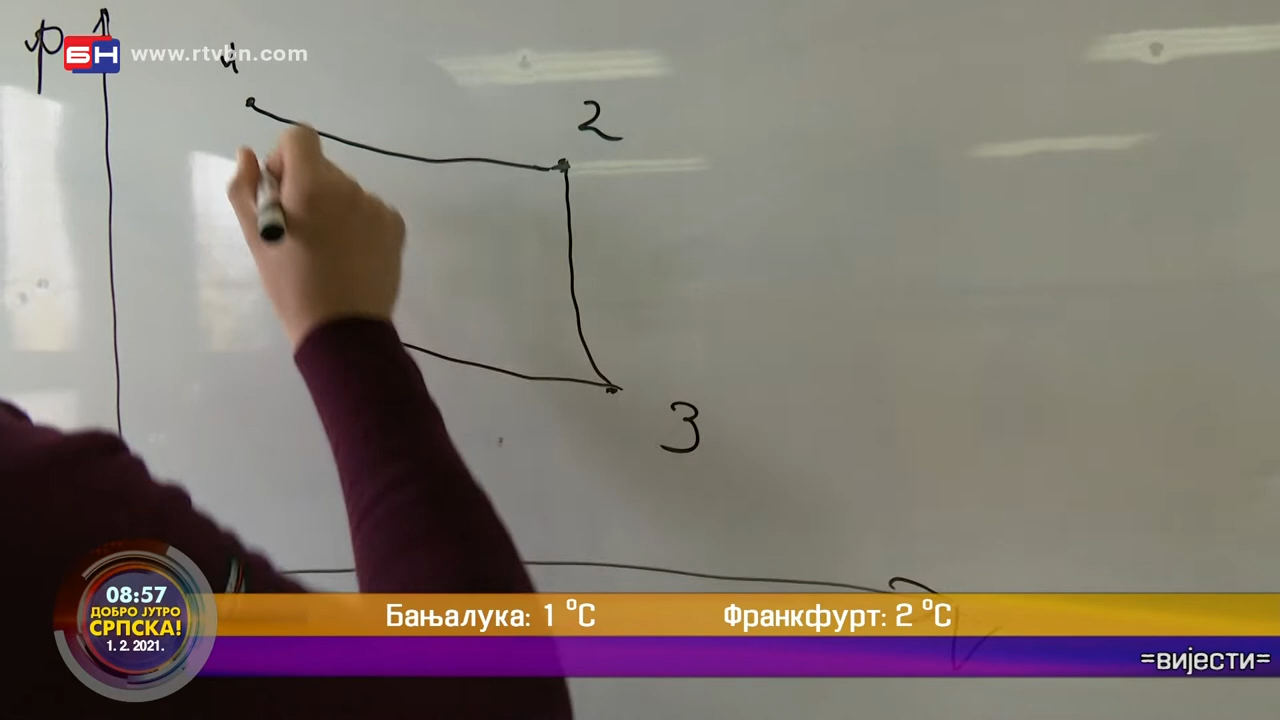 p
БН www.rtvbn.com
2
3
V
08:57
ДОБРО ЈУТРО
СРПСКА!
1. 2. 2021.
Бањалука: 1 °C
Франкфурт: 2 °C
=вијести=